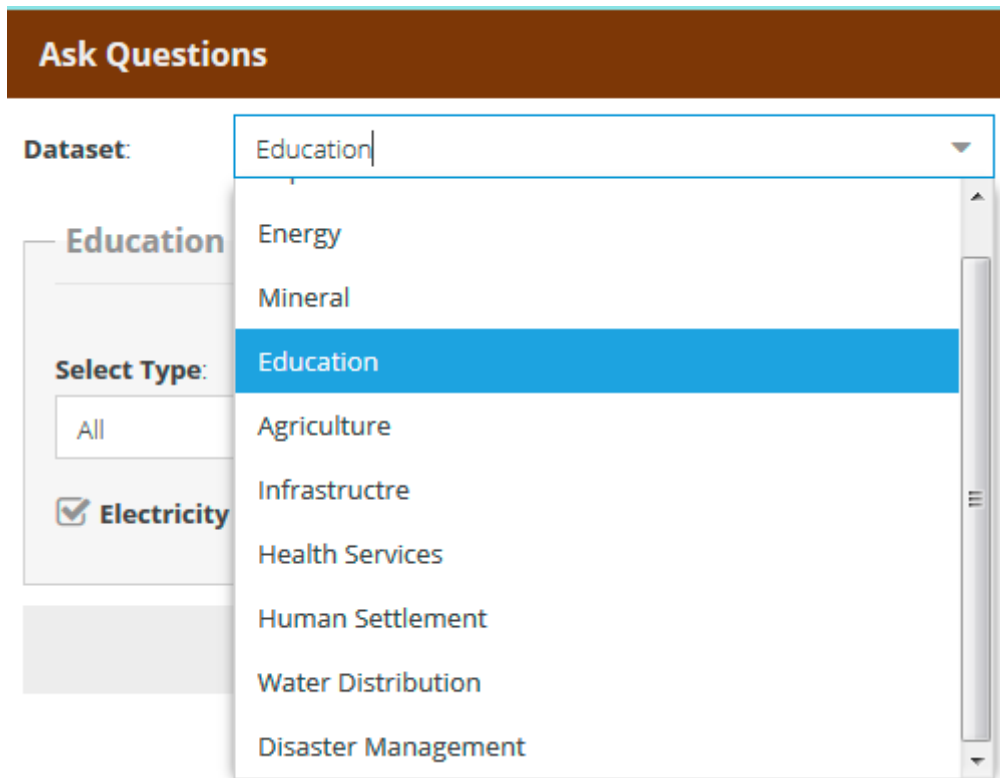 Ask Questions
Dataset: Education
Energy
Education
Mineral
Education
Select Type:
All
Agriculture
Infrastructre
Electricity
Health Services
Human Settlement
Water Distribution
Disaster Management